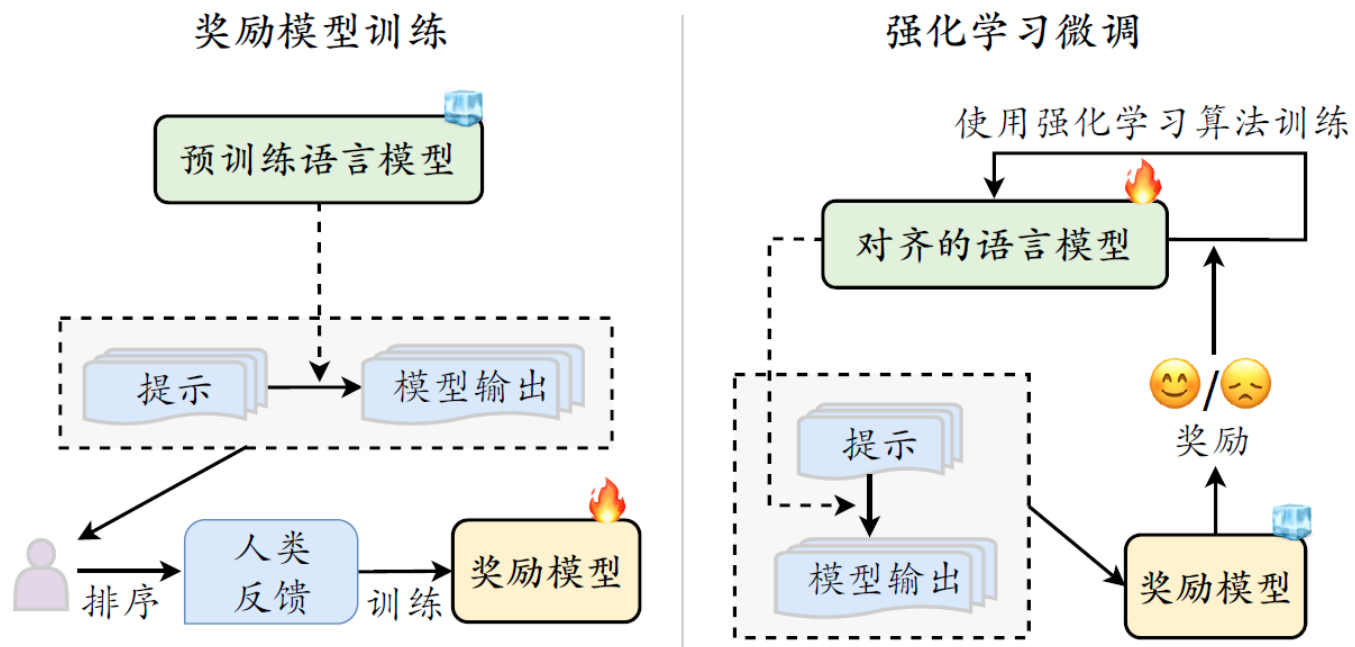 奖励模型训练
预训练语言模型
提示
模型输出
排序
人类
反馈
训练
奖励模型
强化学习微调
使用强化学习算法训练
对齐的语言模型
提示
模型输出
/
奖励
奖励模型